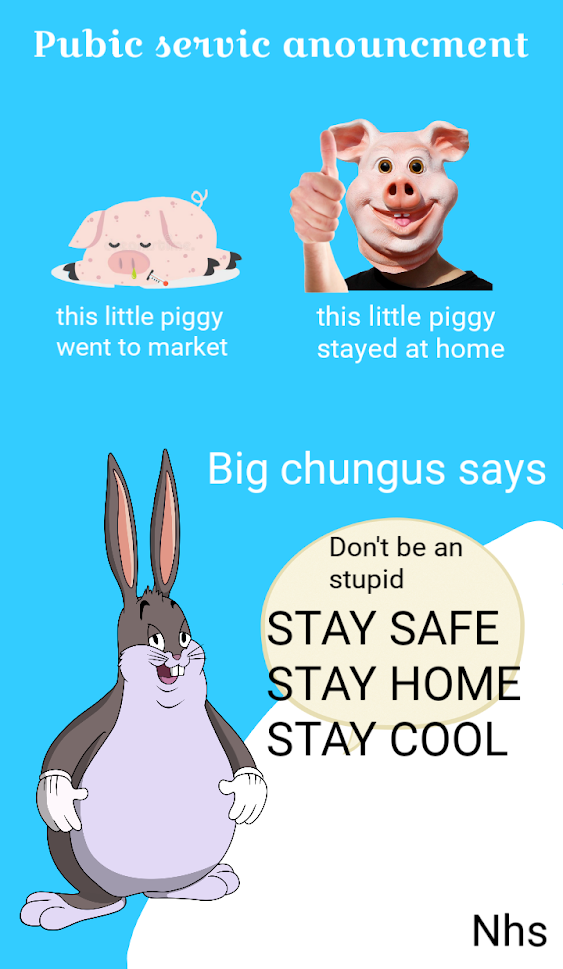 Pubic servic anouncment
this little piggy
went to market
this little piggy
stayed at home
Big chungus says
Don't be an
stupid
STAY SAFE
STAY HOME
STAY COOL
Nhs